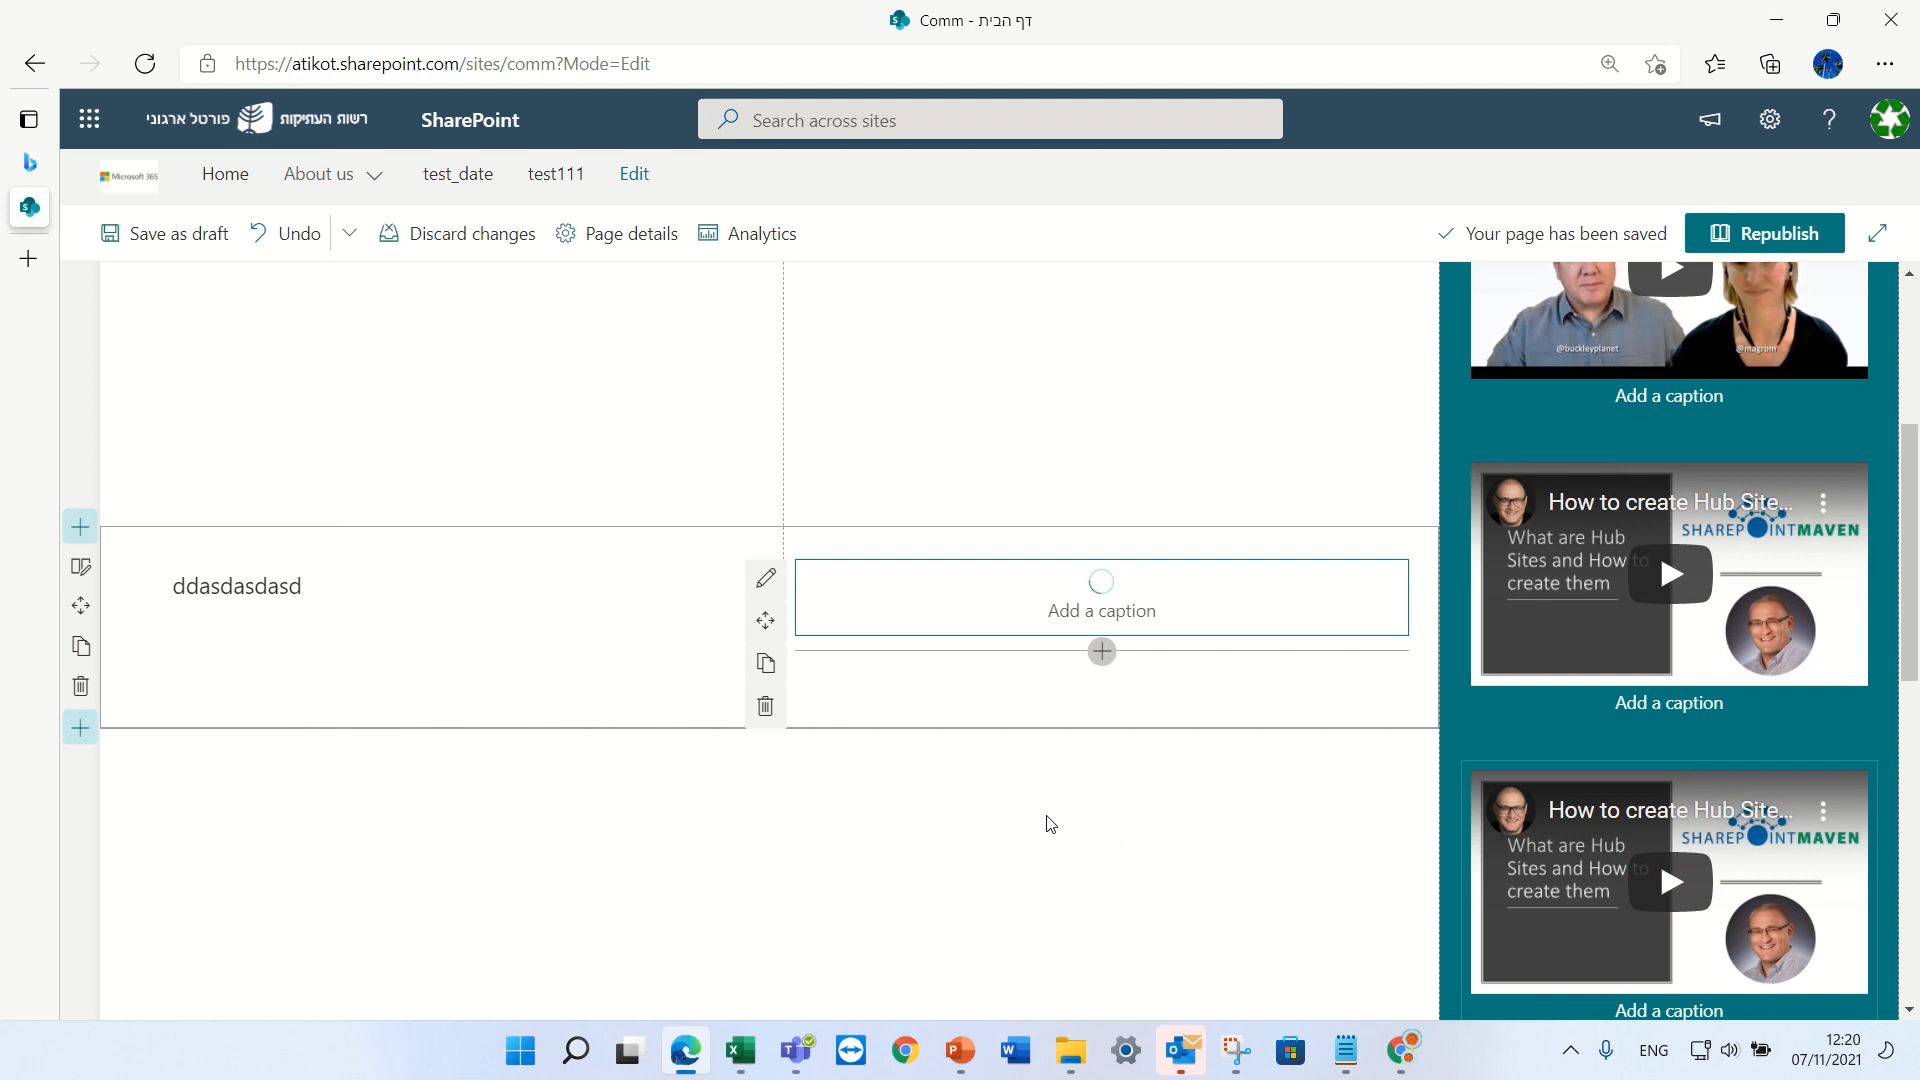 Comm - דף הבית
https://atikot.sharepoint.com/sites/comm?Mode=Edit
רשות העתיקות פורטל ארגוני
SharePoint
Search across sites
Microsoft 365
Home
About us
test_date
test111
Edit
Save as draft
Undo
Discard changes
Page details
Analytics
Your page has been saved
Republish
@buckleyplanet
@magrom
Add a caption
How to create Hub Site...
SHAREPOINTMAVEN
What are Hub
Sites and How to
create them
Add a caption
ddasdasdasd
Add a caption
How to create Hub Site...
SHAREPOINTMAVEN
What are Hub
Sites and How to
create them
Add a caption
ENG
12:20
07/11/2021